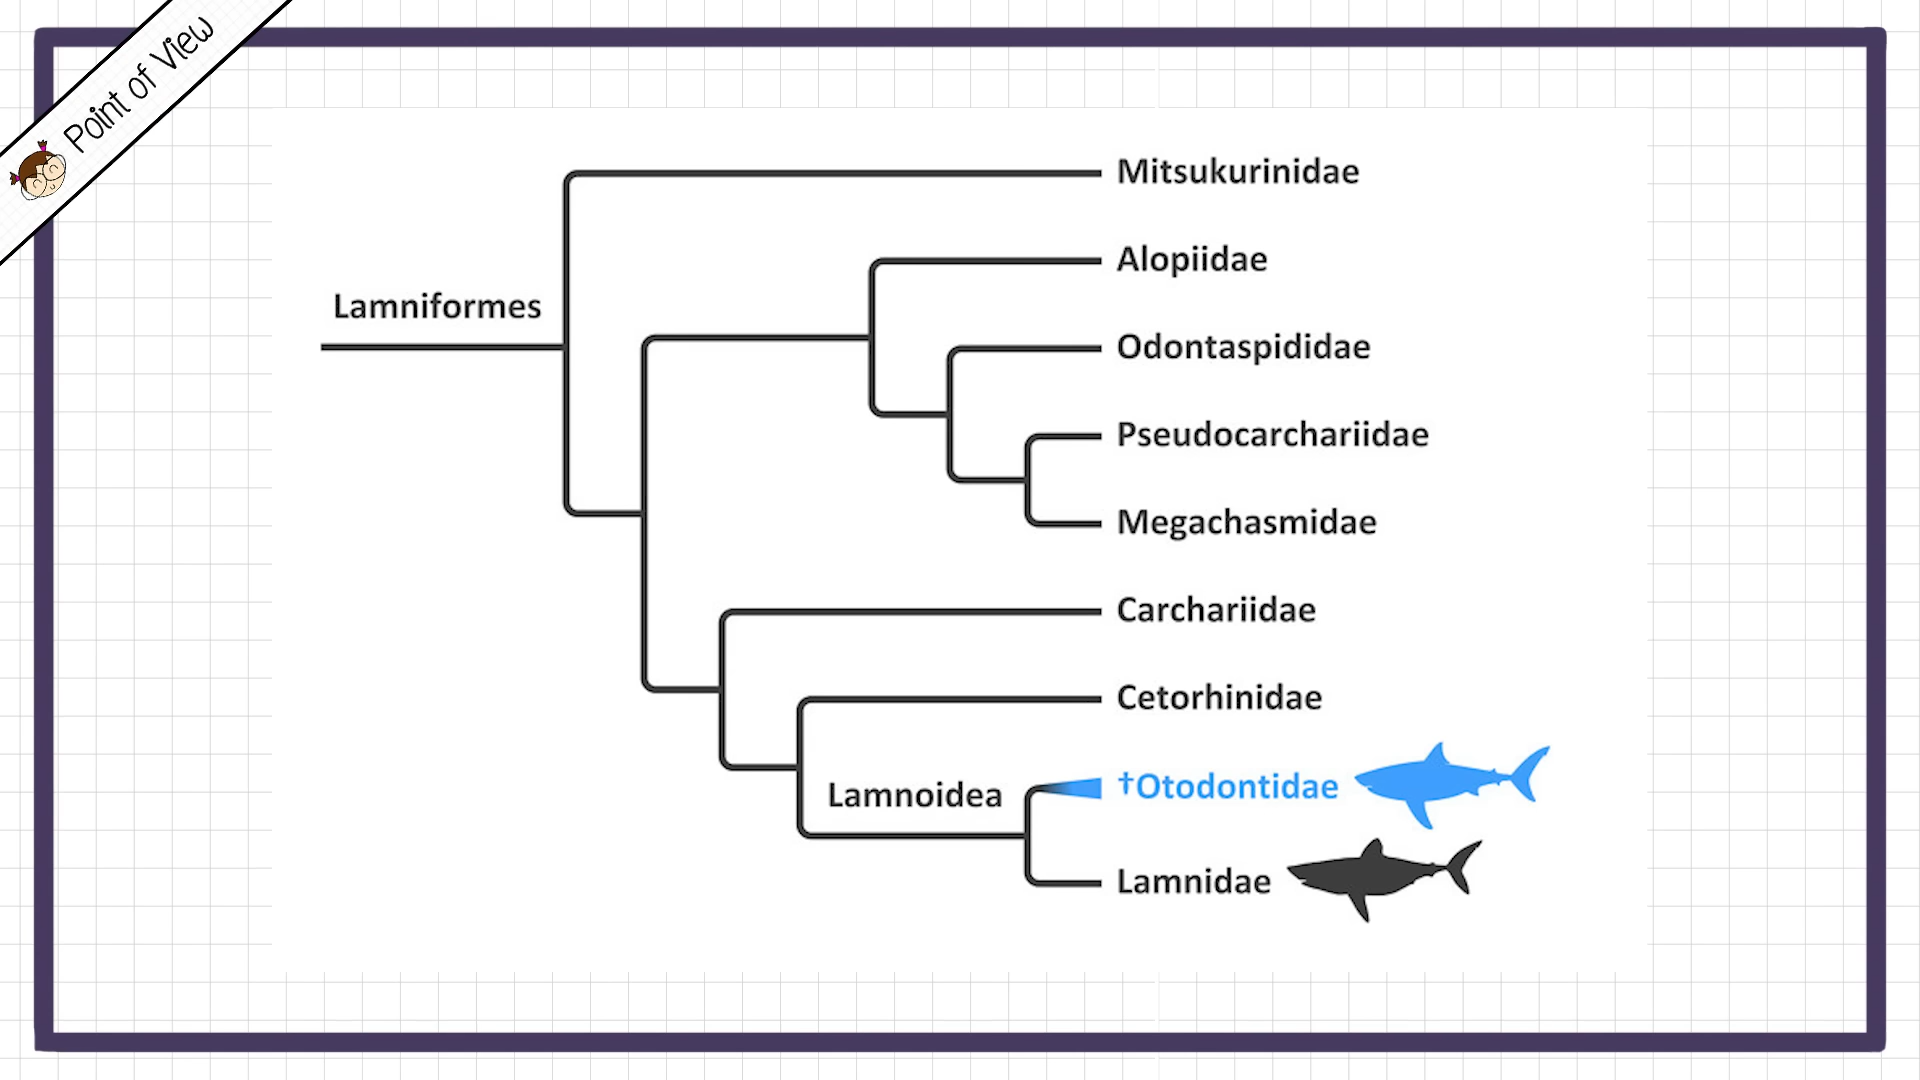 Point of View
Mitsukurinidae
Alopiidae
Lamniformes
Odontaspididae
Pseudocarchariidae
Megachasmidae
Carchariidae
Cetorhinidae
Lamnoidea
†Otodontidae
Lamnidae